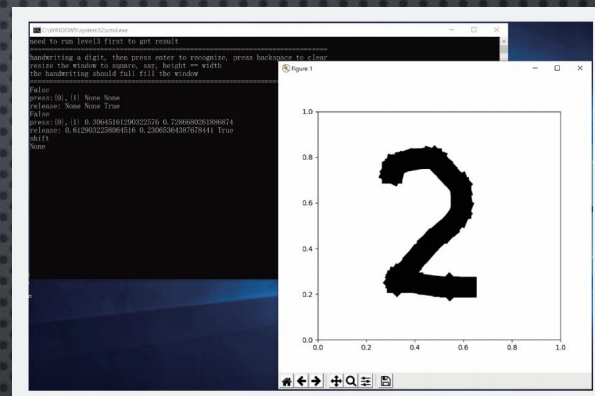 C:\WINDOWS\system32\cmd.exe
need to run level3 first to get result
================================================================================
handwriting a digit, then press enter to recognize, press backspace to clear
resize the window to square, say, height == width
the handwriting should full fill the window
================================================================================
False
press:{0},{1} None None
release: None None True
False
press:{0},{1} 0.30645161290322576 0.7286680261886874
release: 0.6129032258064516 0.23065364387678441 True
shift
None
Figure 1
1.0
0.8
0.6
0.4
0.2
0.0
2
0.0 0.2 0.4 0.6 0.8 1.0